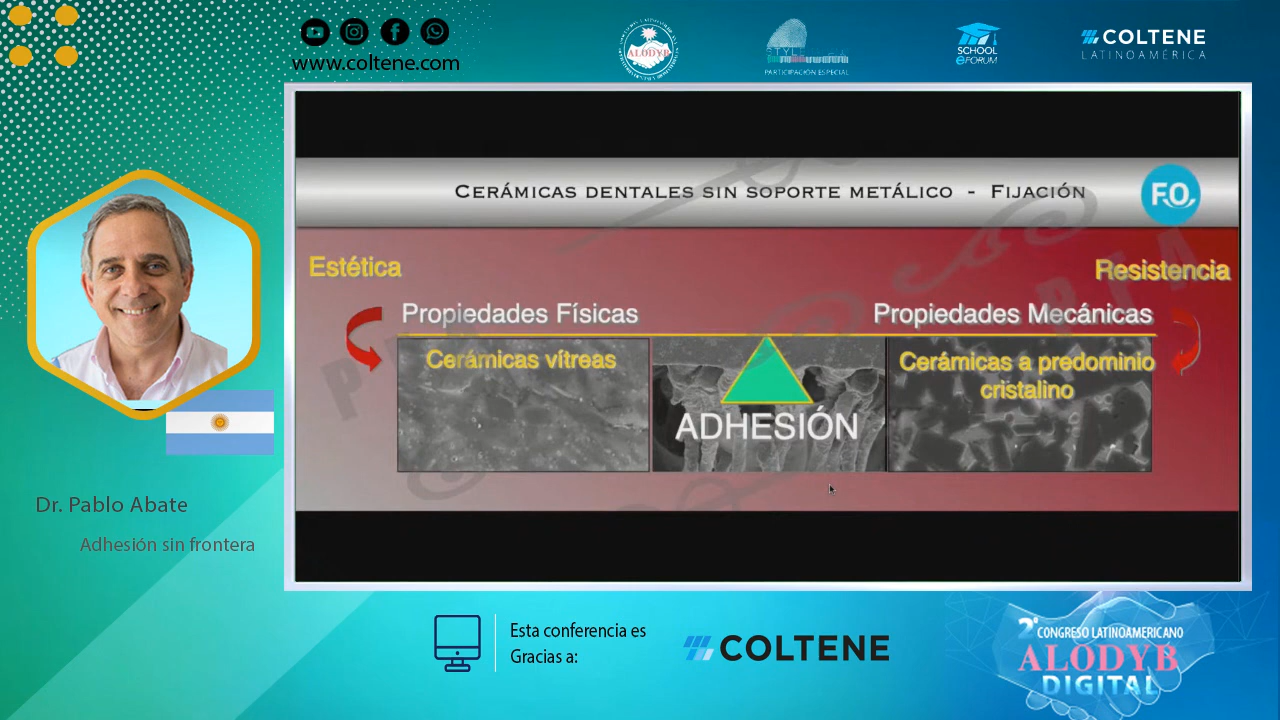 www.coltene.com
ALODYB
STYLE
PARTICIPACIÓN ESPECIAL
SCHOOL
eFORUM
COLTENE
LATINOAMÉRICA
CERÁMICAS DENTALES SIN SOPORTE METÁLICO - FIJACIÓN
F.O.
Estética
Resistencia
Propiedades Físicas
Propiedades Mecánicas
Cerámicas vítreas
Cerámicas a predominio
cristalino
ADHESIÓN
Dr. Pablo Abate
Adhesión sin frontera
Esta conferencia es
Gracias a:
COLTENE
2° CONGRESO LATINOAMERICANO
ALODYB
DIGITAL